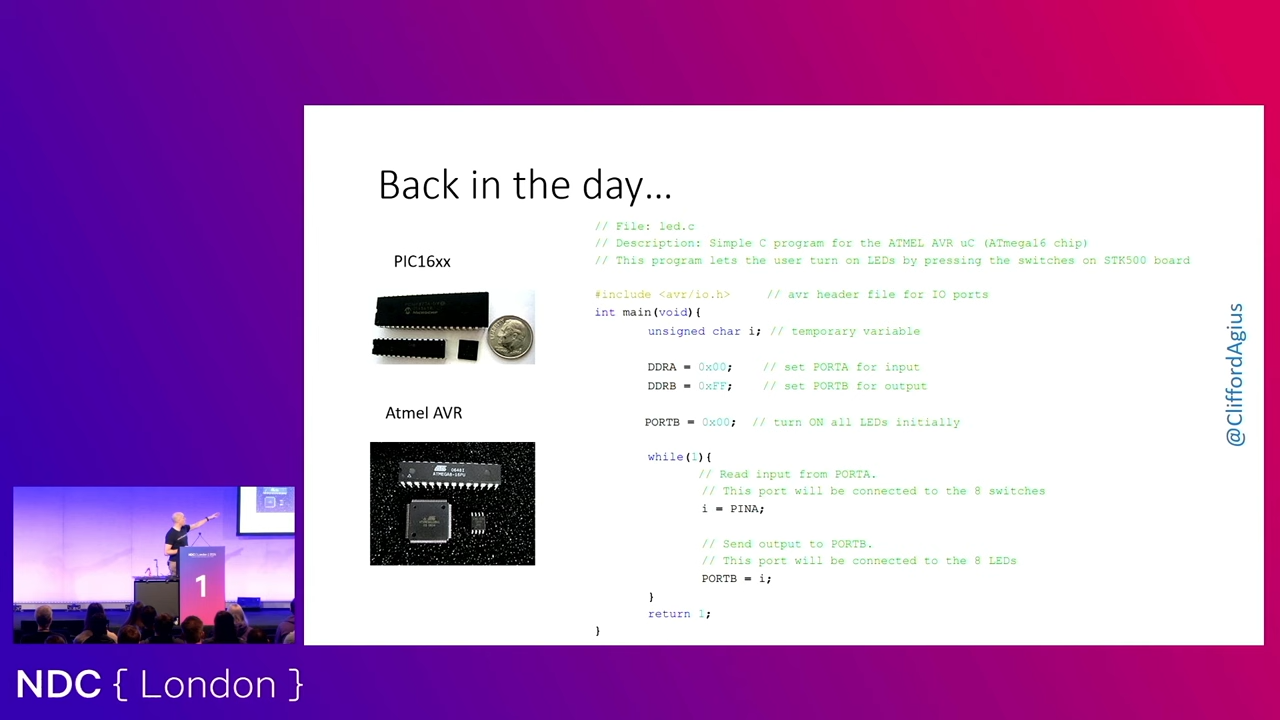 Back in the day...
PIC16xx
Atmel AVR
// File: led.c
// Description: Simple C program for the ATMEL AVR uC (ATmega16 chip)
// This program lets the user turn on LEDs by pressing the switches on STK500 board
#include <avr/io.h> // avr header file for IO ports
int main(void){
unsigned char i; // temporary variable
DDRA = 0x00; // set PORTA for input
DDRB = 0xFF; // set PORTB for output
PORTB = 0x00; // turn ON all LEDs initially
while(1){
// Read input from PORTA.
// This port will be connected to the 8 switches
i = PINA;
// Send output to PORTB.
// This port will be connected to the 8 LEDs
PORTB = i;
}
return 1;
}
@CliffordAgius
1
NDC { London }